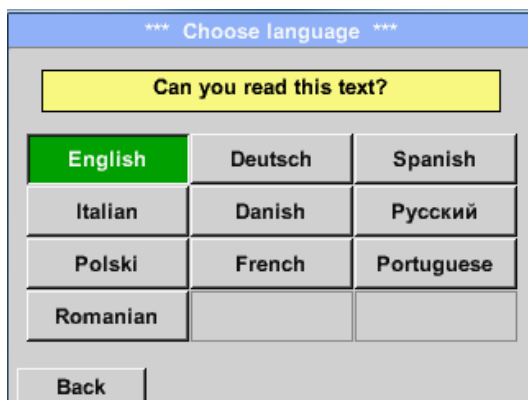 *** Choose language ***
Can you read this text?
English Deutsch Spanish
Italian Danish Русский
Polski French Portuguese
Romanian
Back